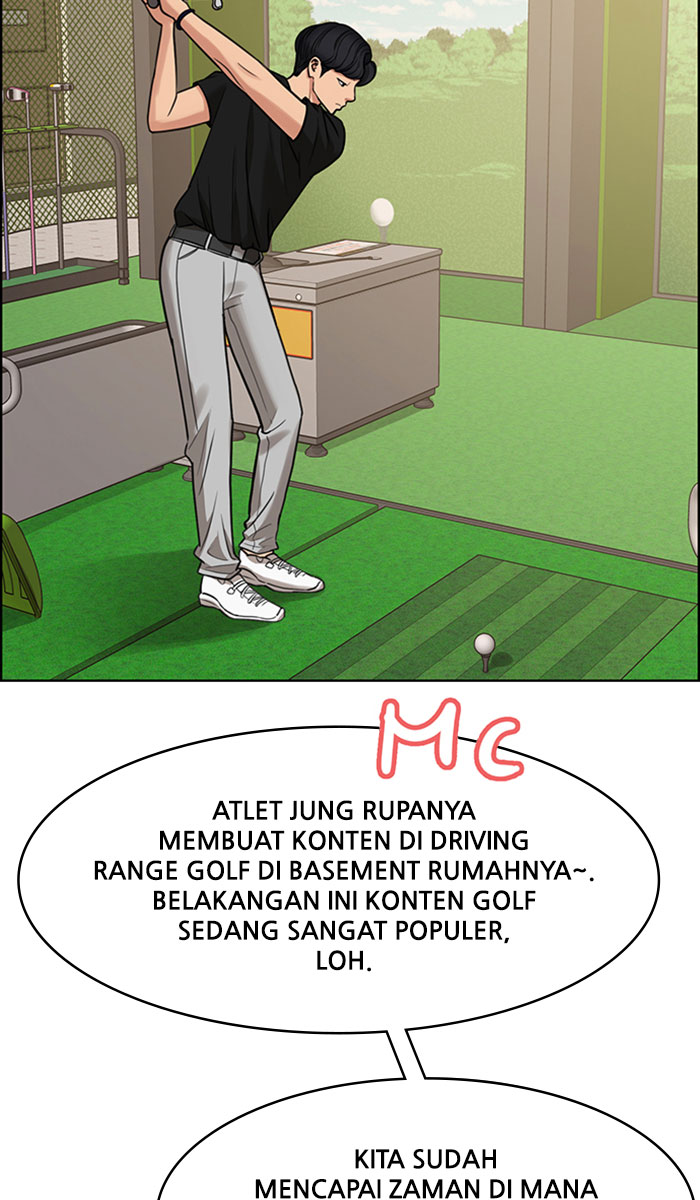 MC
ATLET JUNG RUPANYA
MEMBUAT KONTEN DI DRIVING
RANGE GOLF DI BASEMENT RUMAHNYA~.
BELAKANGAN INI KONTEN GOLF
SEDANG SANGAT POPULER,
LOH.
KITA SUDAH
MENCAPAI ZAMAN DI MANA